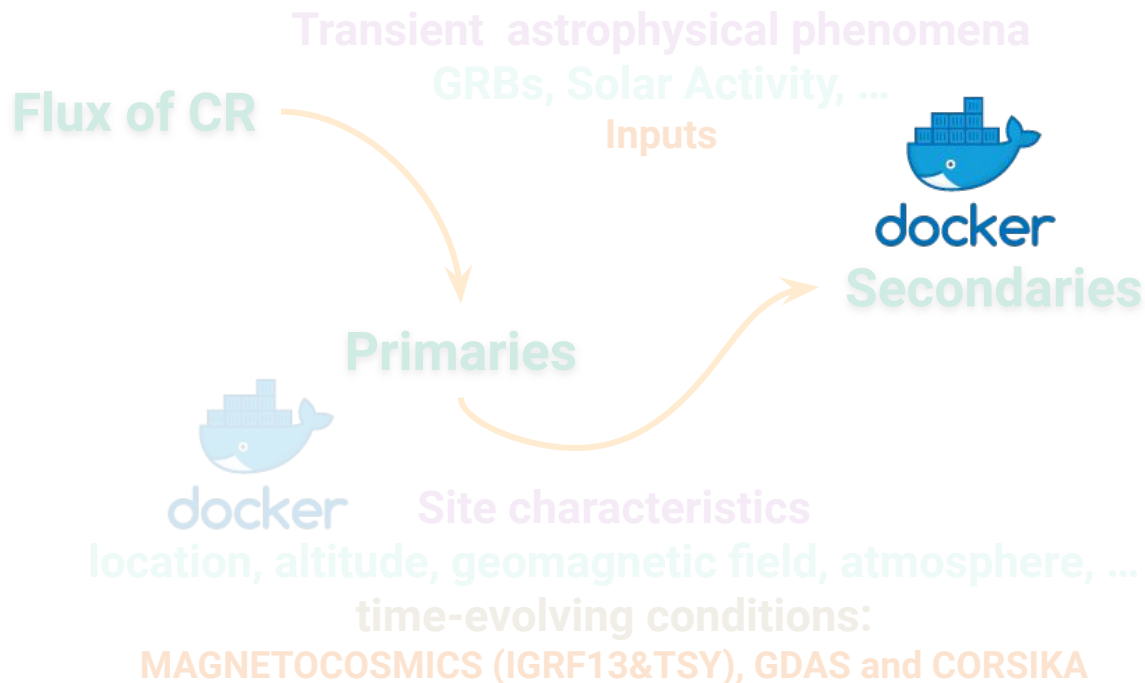 Transient astrophysical phenomena
GRBs, Solar Activity, ...
Flux of CR
Inputs
docker
Secondaries
Primaries
docker
Site characteristics
location, altitude, geomagnetic field, atmosphere, ...
time-evolving conditions:
MAGNETOCOSMICS (IGRF13&TSY), GDAS and CORSIKA